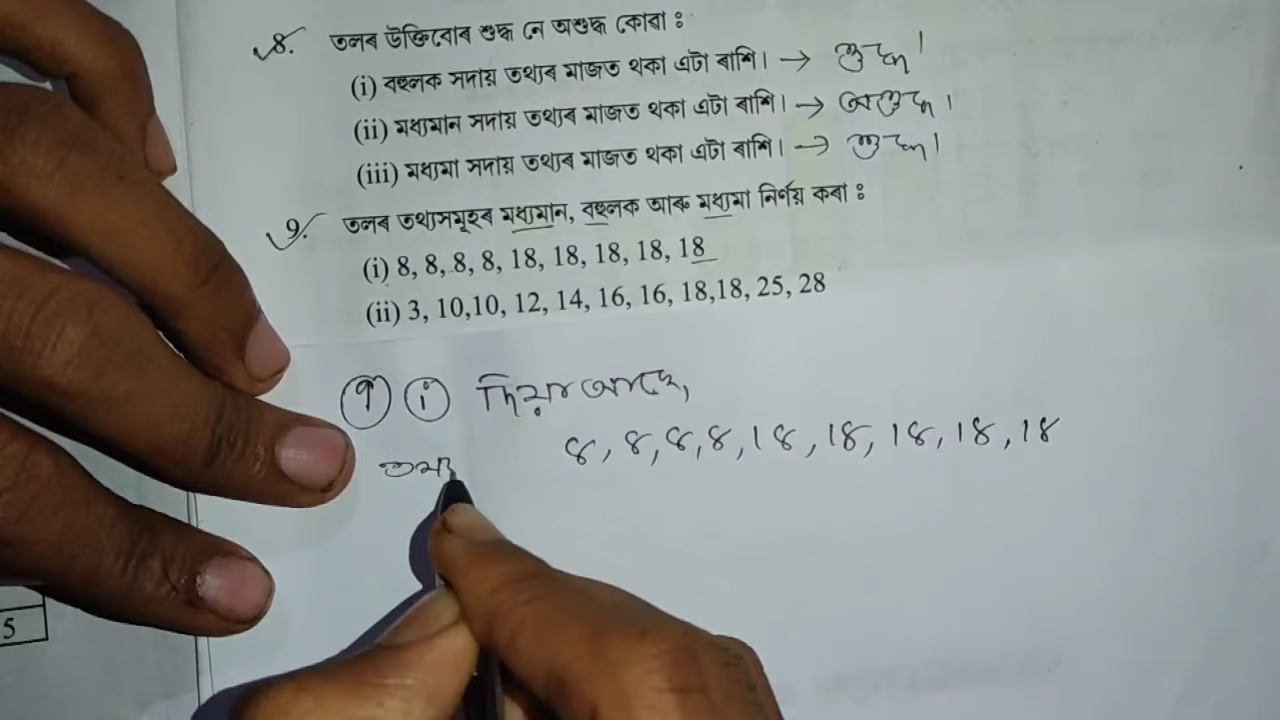 8. তলৰ উক্তিবোৰ শুদ্ধ নে অশুদ্ধ কোৱা :
(i) বহুলক সদায় তথ্যৰ মাজত থকা এটা ৰাশি। → শুদ্ধ।
(ii) মধ্যমান সদায় তথ্যৰ মাজত থকা এটা ৰাশি। → অশুদ্ধ।
(iii) মধ্যমা সদায় তথ্যৰ মাজত থকা এটা ৰাশি। → শুদ্ধ।
9. তলৰ তথ্যসমূহৰ মধ্যমান, বহুলক আৰু মধ্যমা নিৰ্ণয় কৰা :
(i) 8, 8, 8, 8, 18, 18, 18, 18, 18
(ii) 3, 10,10, 12, 14, 16, 16, 18,18, 25, 28
৭ i দিয়া আছে,
8, 8, 8, 8, 18, 18, 18, 18, 18
5